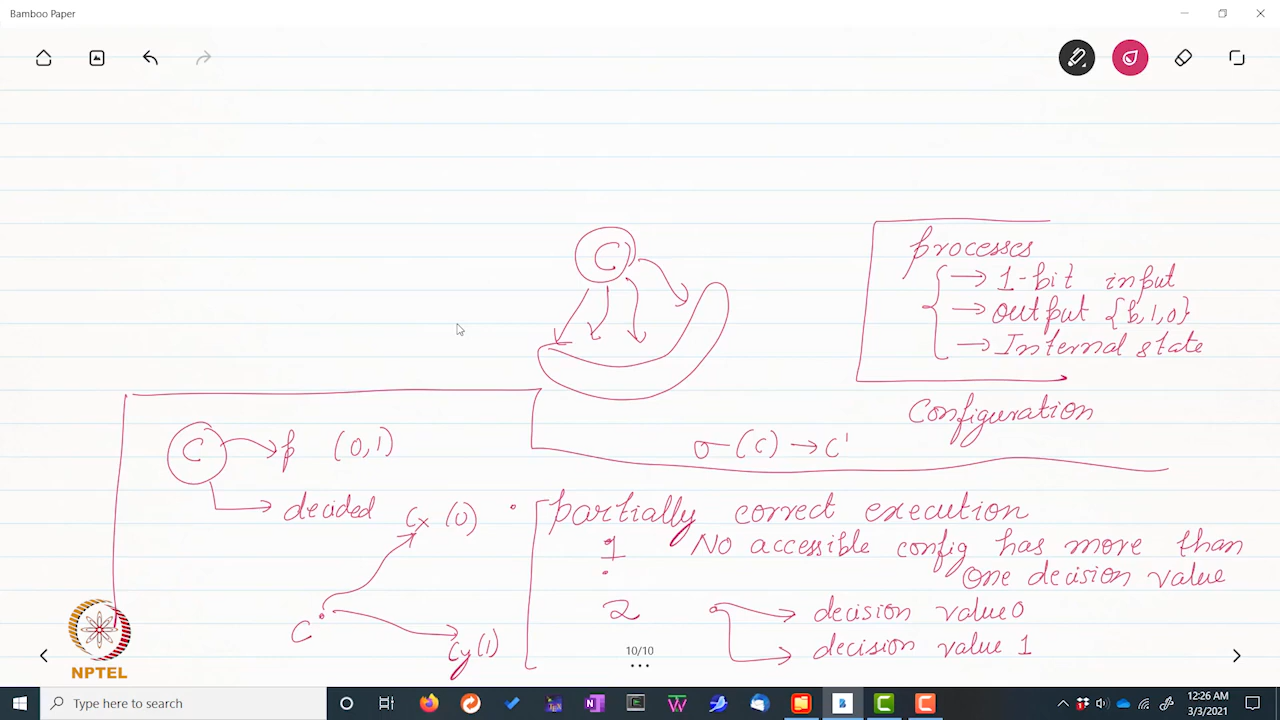 Bamboo Paper
C
processes
→ 1-bit input
→ output {b,1,0}
→ Internal state
Configuration
C p (0,1)
decided
σ(C) → C'
C
Cx (0)
Cy (1)
partially correct execution
1 No accessible config has more than
one decision value
2 decision value 0
decision value 1
NPTEL
10/10
Type here to search
12:26 AM
3/3/2021